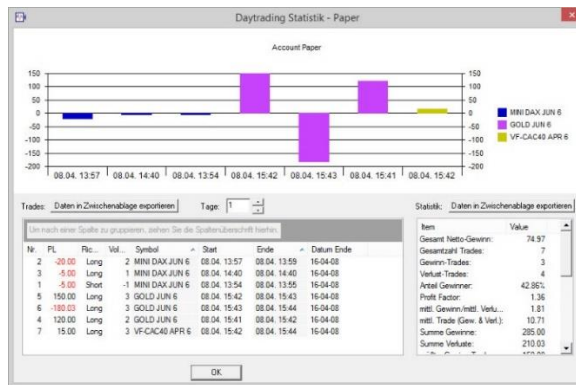 Daytrading Statistik - Paper
Account Paper
150 150
100 100
50 50
0 0
-50 -50
-100 -100
-150 -150
-200 -200
MINI DAX JUN 6
GOLD JUN 6
VF-CAC40 APR 6
08.04. 13:57 08.04. 14:40 08.04. 13:54 08.04. 15:42 08.04. 15:43 08.04. 15:41 08.04. 15:42
Trades: Daten in Zwischenablage exportieren Tage: 1 Statistik: Daten in Zwischenablage exportieren
Um nach einer Spalte zu gruppieren, ziehen Sie die Spaltenüberschrift hierhin.
Nr. PL Ric... Vol... Symbol Start Ende Datum Ende
2 -20.00 Long 2 MINI DAX JUN 6 08.04. 13:57 08.04. 13:59 16-04-08
3 -5.00 Long 1 MINI DAX JUN 6 08.04. 14:40 08.04. 14:40 16-04-08
1 -5.00 Short -1 MINI DAX JUN 6 08.04. 13:54 08.04. 13:55 16-04-08
5 150.00 Long 3 GOLD JUN 6 08.04. 15:42 08.04. 15:42 16-04-08
6 -180.03 Long 3 GOLD JUN 6 08.04. 15:43 08.04. 15:44 16-04-08
4 120.00 Long 2 GOLD JUN 6 08.04. 15:41 08.04. 15:42 16-04-08
7 15.00 Long 3 VF-CAC40 APR 6 08.04. 15:42 08.04. 15:44 16-04-08
Item Value
Gesamt Netto-Gewinn: 74.97
Gesamtzahl Trades: 7
Gewinn-Trades: 3
Verlust-Trades: 4
Anteil Gewinner: 42.86%
Profit Factor: 1.36
mittl. Gewinn/mittl. Verlu... 1.81
mittl. Trade (Gew. & Verl.): 10.71
Summe Gewinne: 285.00
Summe Verluste: 210.03
OK